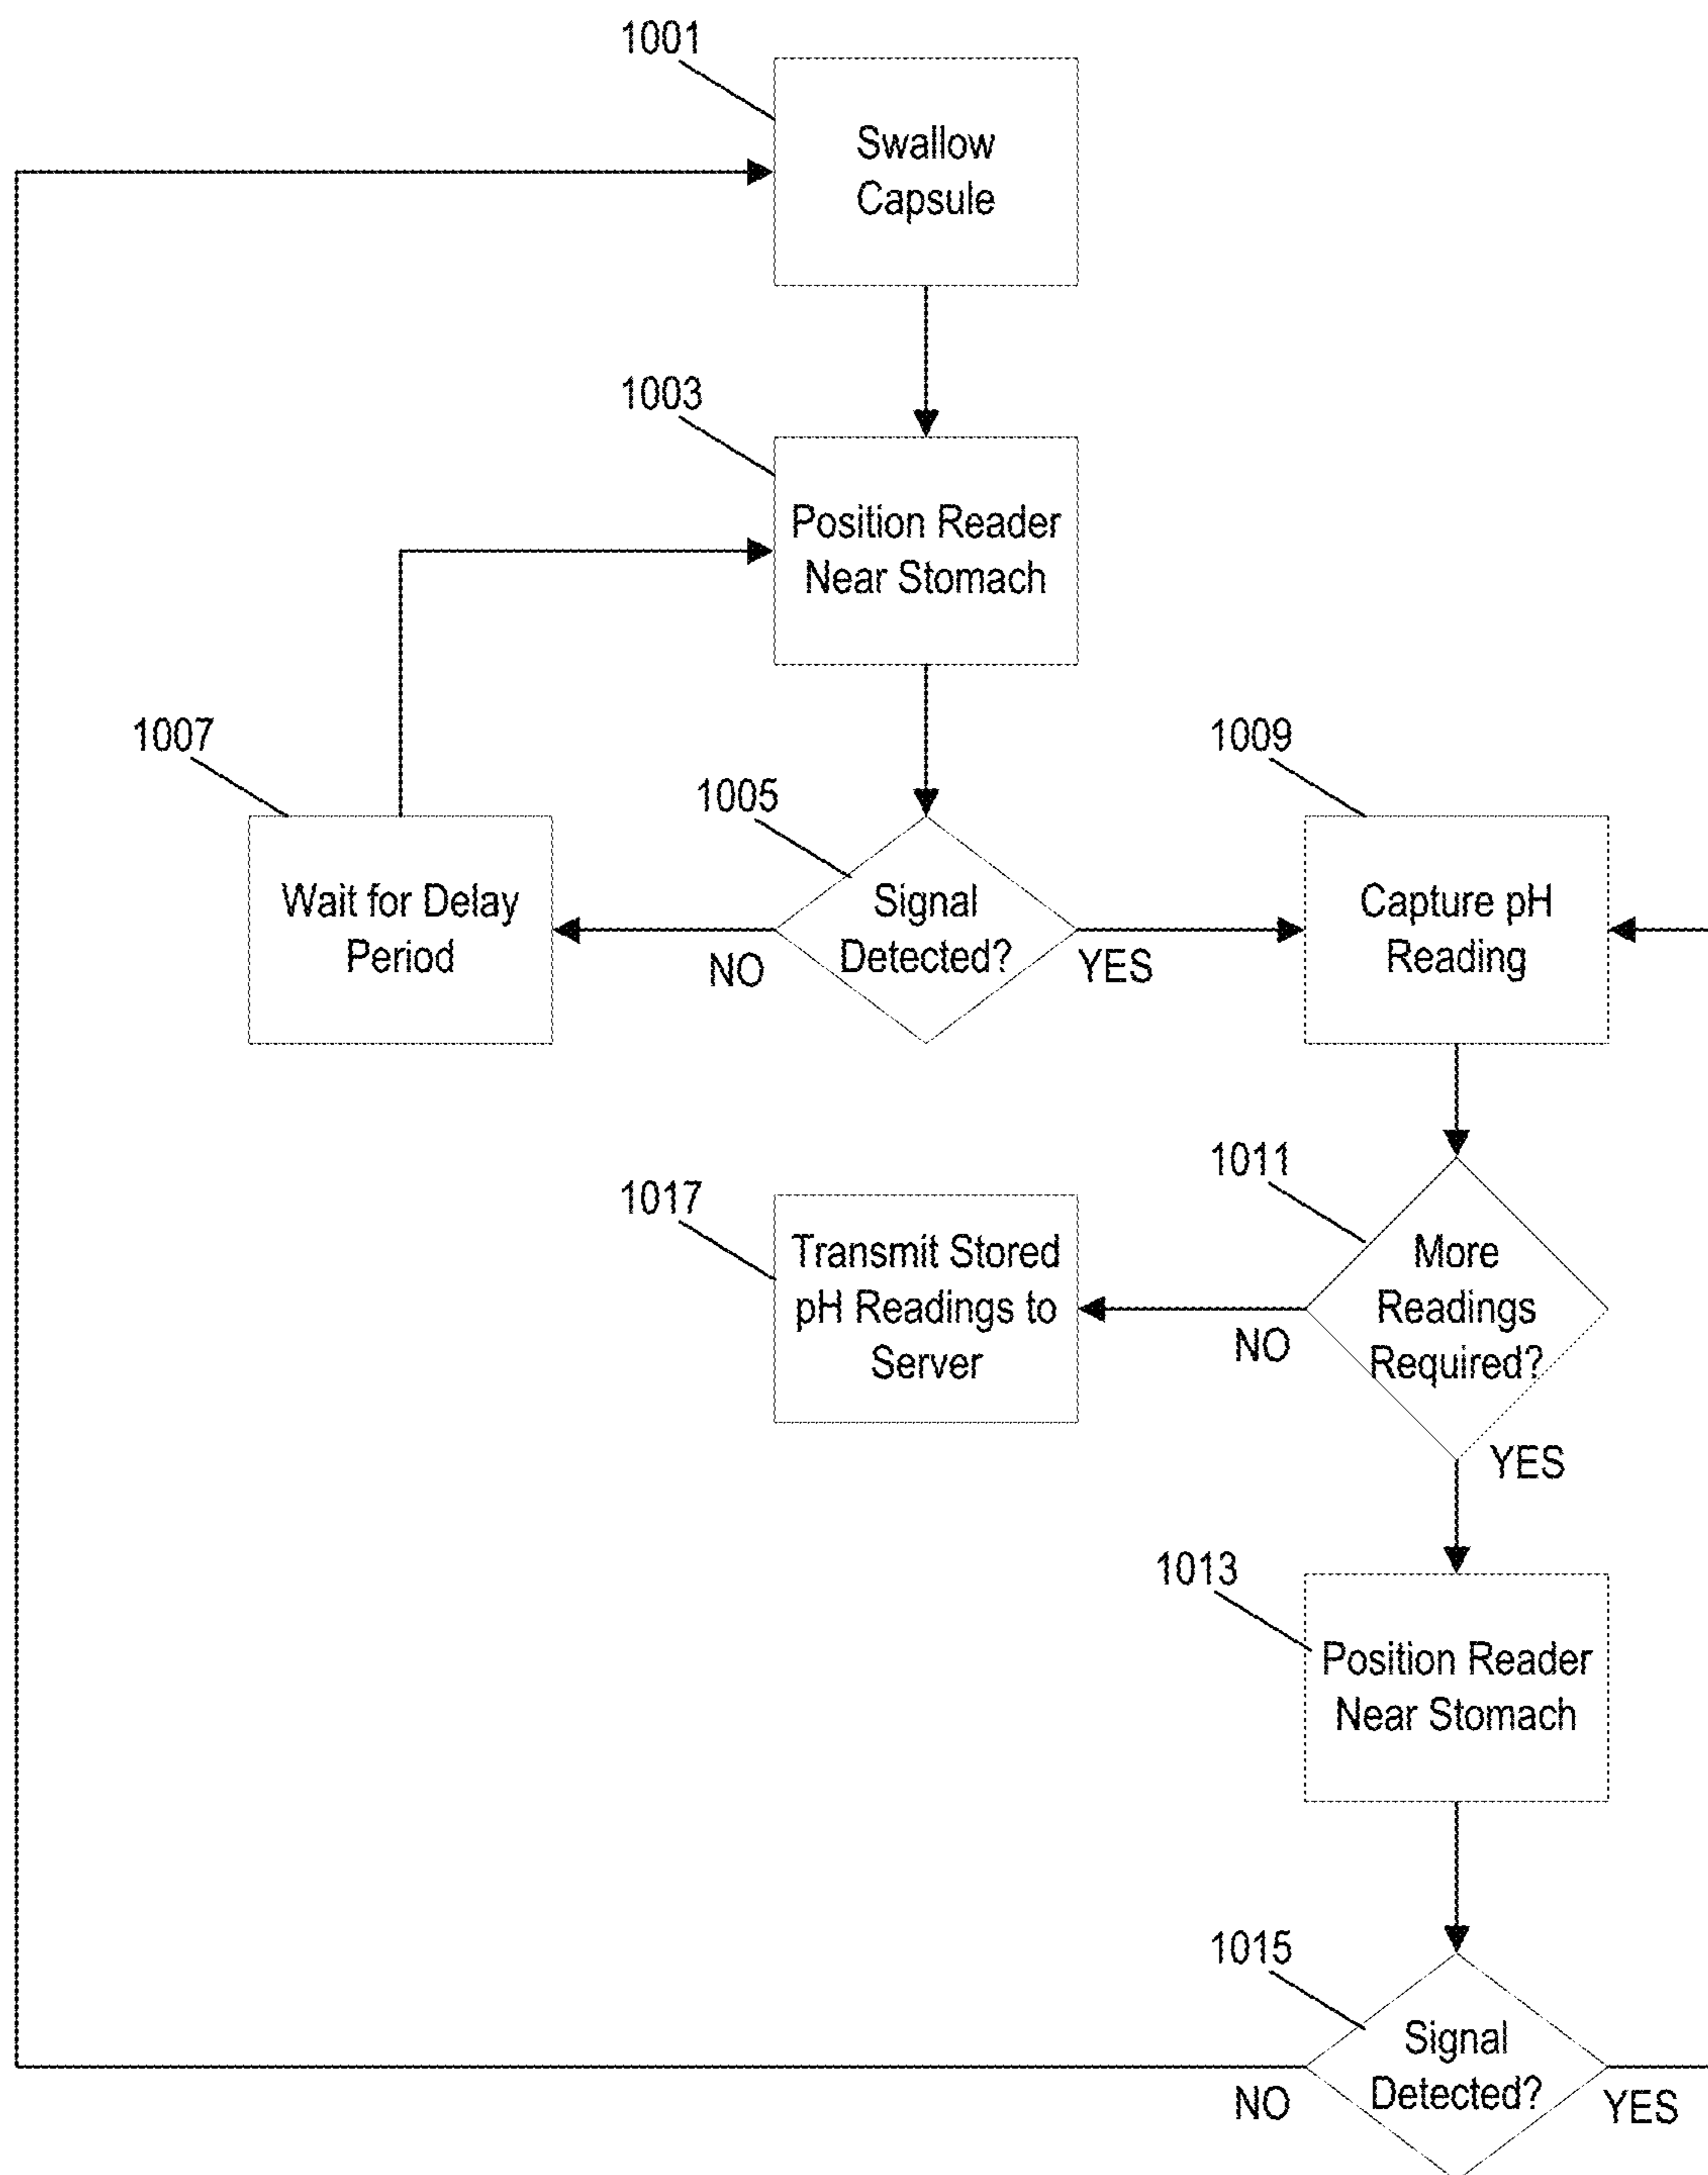 1001
Swallow
Capsule
1003
Position Reader
Near Stomach
1007
Wait for Delay
Period
1005
Signal
Detected?
NO
YES
1009
Capture pH
Reading
1011
More
Readings
Required?
NO
YES
1017
Transmit Stored
pH Readings to
Server
1013
Position Reader
Near Stomach
1015
Signal
Detected?
NO
YES